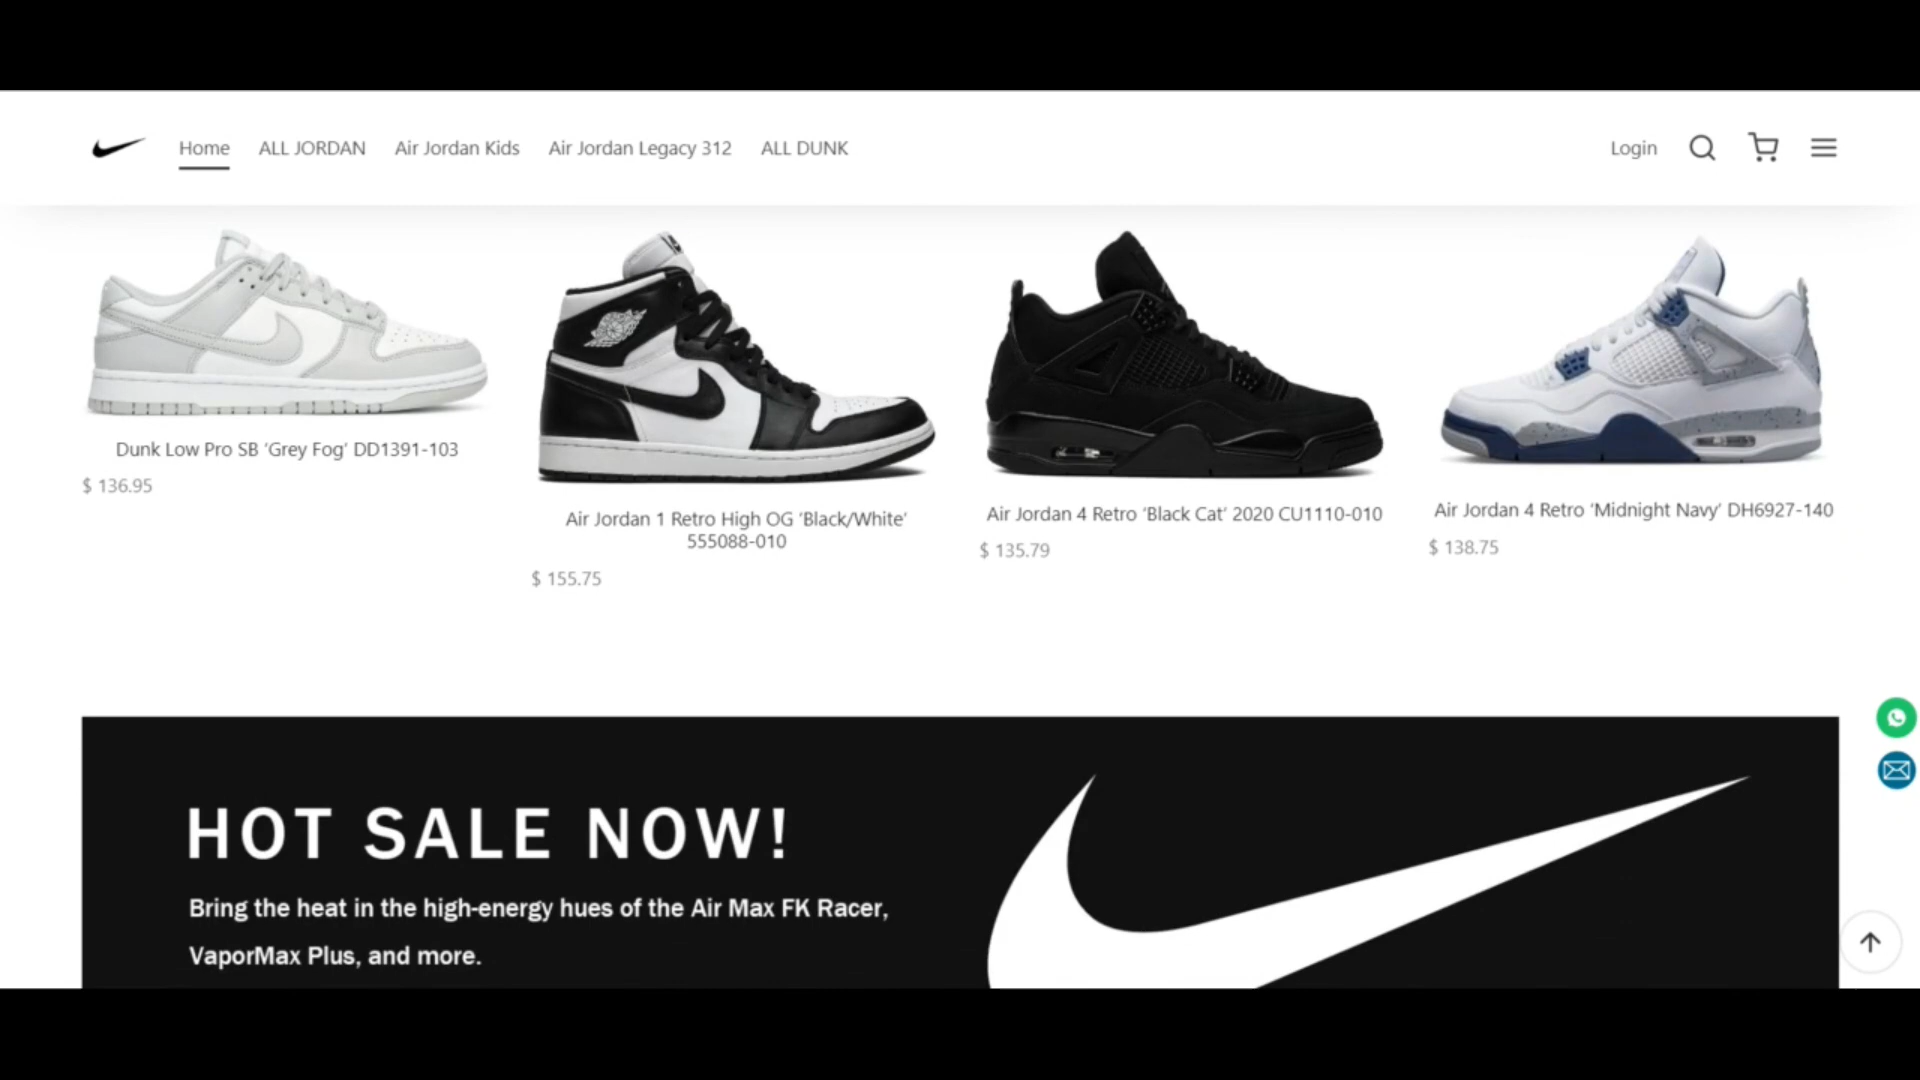 Home ALL JORDAN Air Jordan Kids Air Jordan Legacy 312 ALL DUNK Login
Dunk Low Pro SB ‘Grey Fog’ DD1391-103
$ 136.95
Air Jordan 1 Retro High OG ‘Black/White’
555088-010
$ 155.75
Air Jordan 4 Retro ‘Black Cat’ 2020 CU1110-010
$ 135.79
Air Jordan 4 Retro ‘Midnight Navy’ DH6927-140
$ 138.75
HOT SALE NOW!
Bring the heat in the high-energy hues of the Air Max FK Racer,
VaporMax Plus, and more.